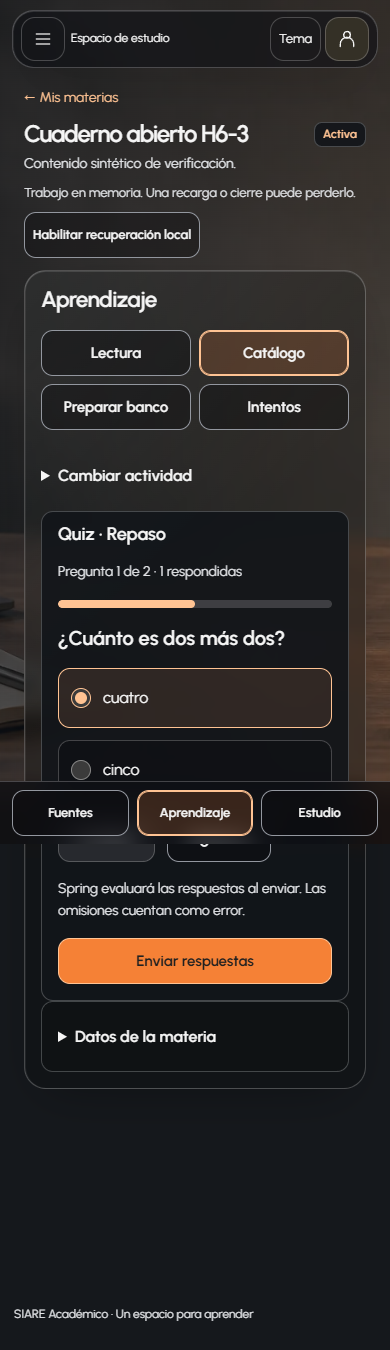 Espacio de estudio
Tema
← Mis materias
Cuaderno abierto H6-3
Activa
Contenido sintético de verificación.
Trabajo en memoria. Una recarga o cierre puede perderlo.
Habilitar recuperación local
Aprendizaje
Lectura
Catálogo
Preparar banco
Intentos
Cambiar actividad
Quiz · Repaso
Pregunta 1 de 2 · 1 respondidas
¿Cuánto es dos más dos?
cuatro
cinco
Fuentes
Aprendizaje
Estudio
Spring evaluará las respuestas al enviar. Las
omisiones cuentan como error.
Enviar respuestas
Datos de la materia
SIARE Académico · Un espacio para aprender